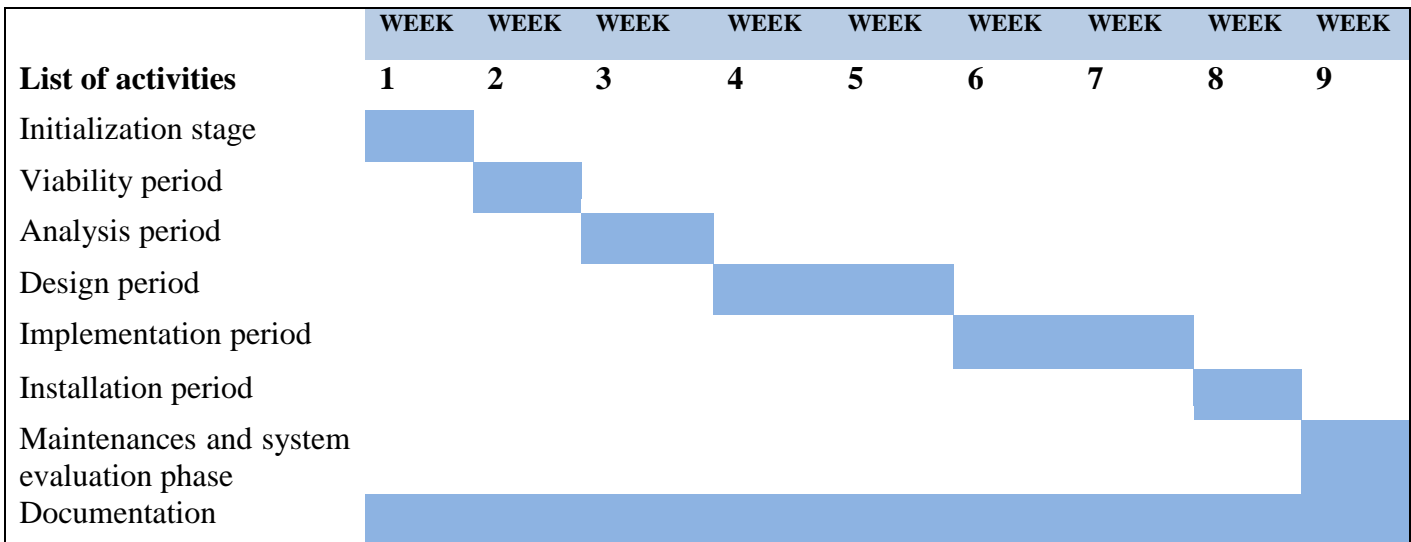 WEEK WEEK WEEK WEEK WEEK WEEK WEEK WEEK WEEK
List of activities 1 2 3 4 5 6 7 8 9
Initialization stage
Viability period
Analysis period
Design period
Implementation period
Installation period
Maintenances and system
evaluation phase
Documentation